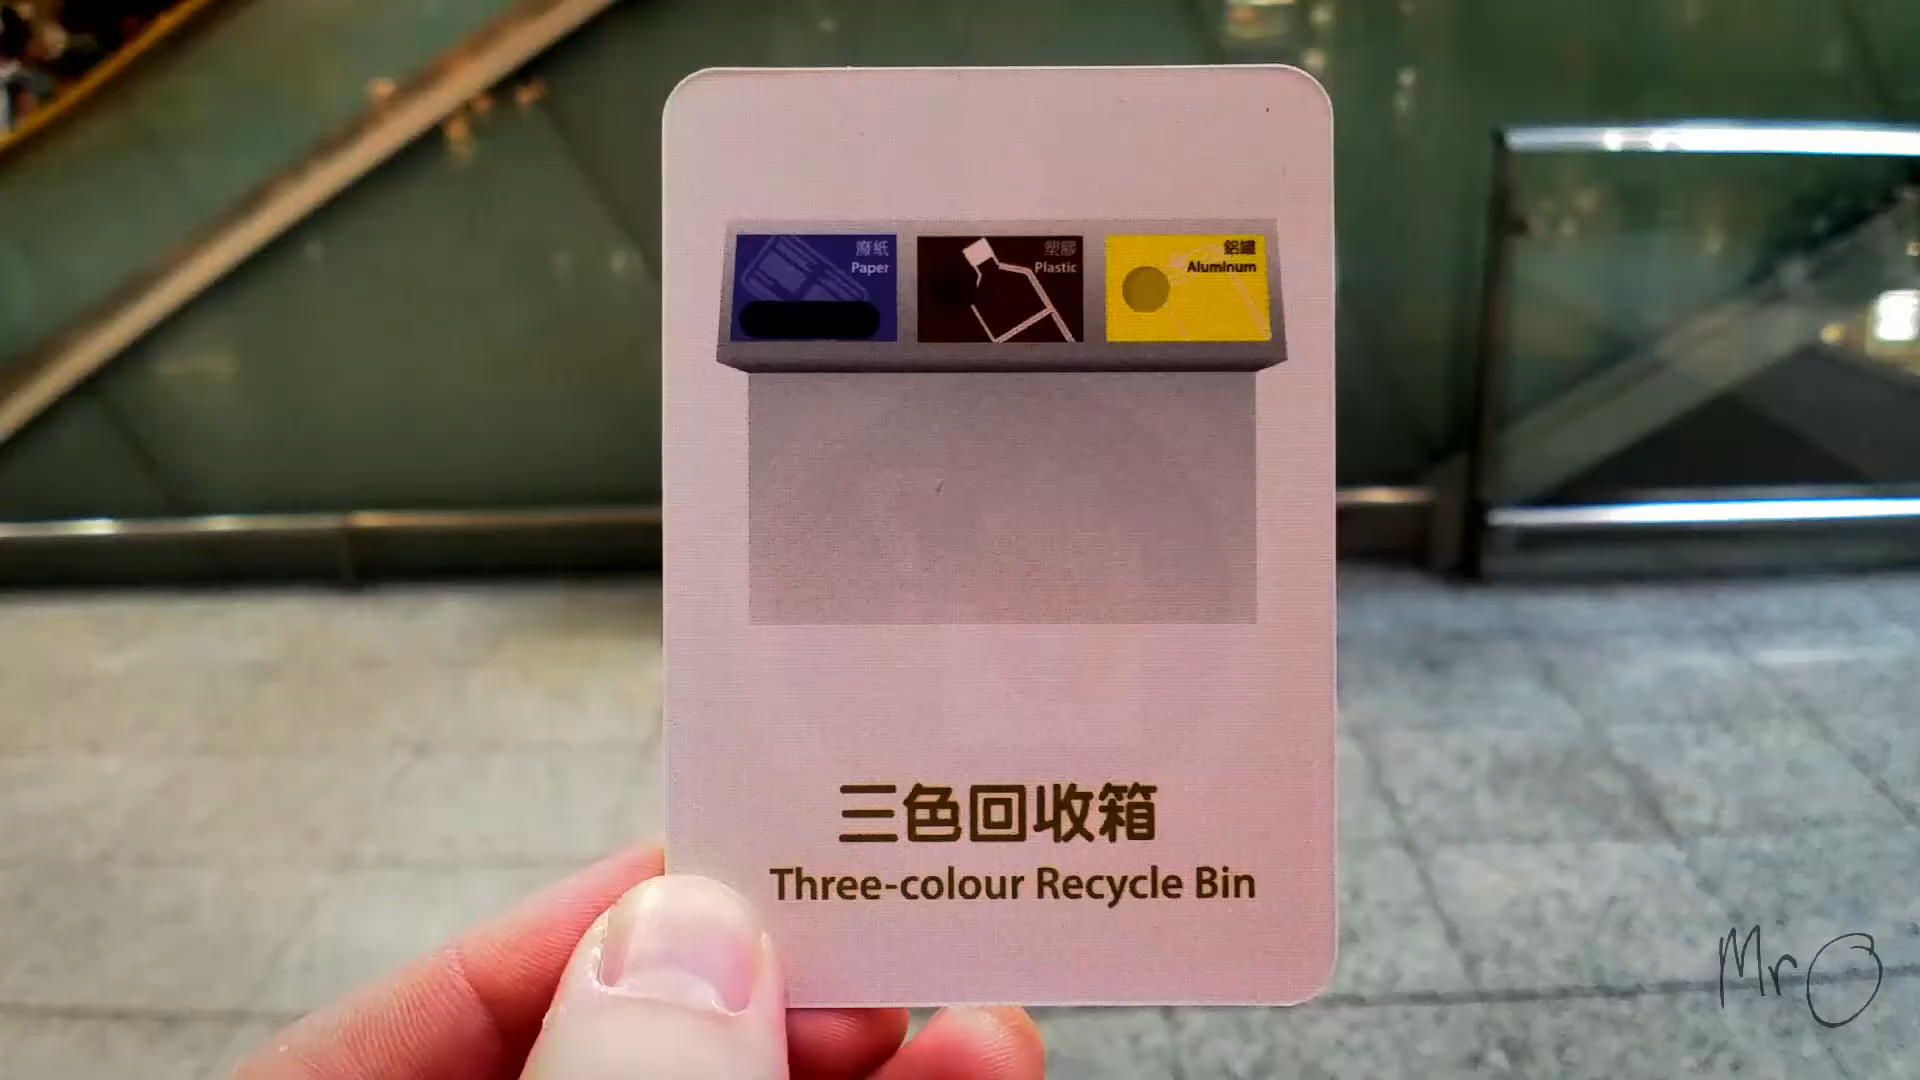 廢紙
Paper
塑膠
Plastic
鋁罐
Aluminum
三色回收箱
Three-colour Recycle Bin
Mr O